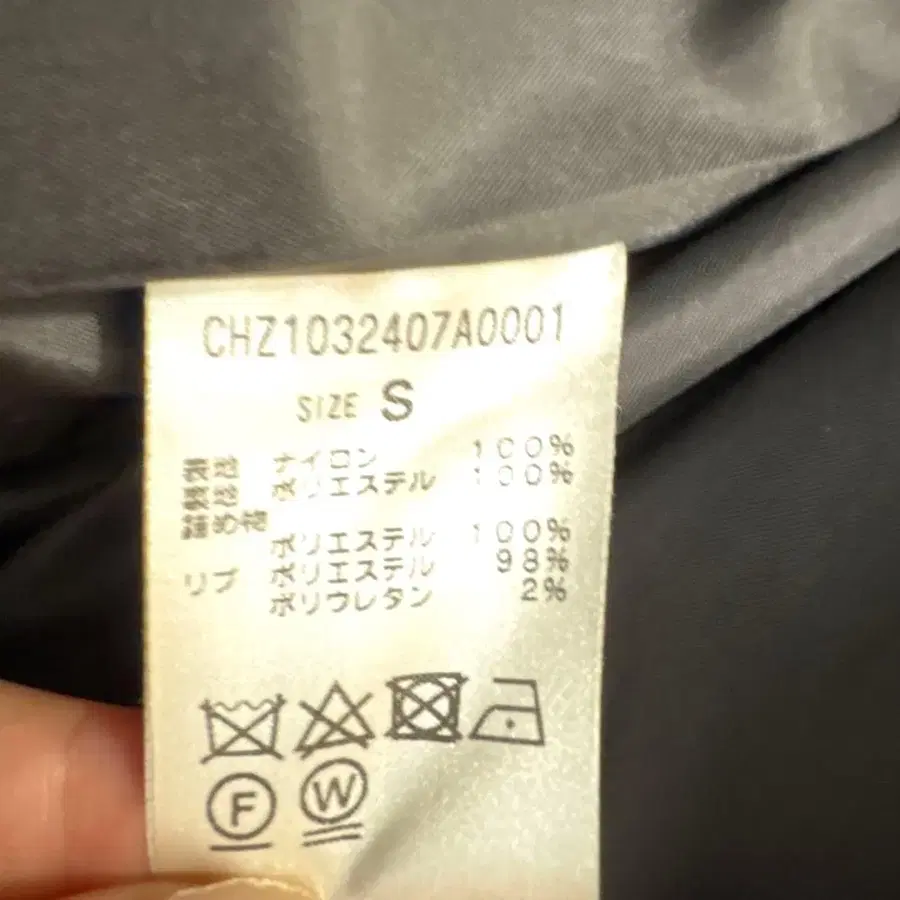 CHZ1032407A0001
SIZE S
表地 ナイロン 100%
裏地 ポリエステル 100%
詰め物
ポリエステル 100%
リブ ポリエステル 98%
ポリウレタン 2%
F W